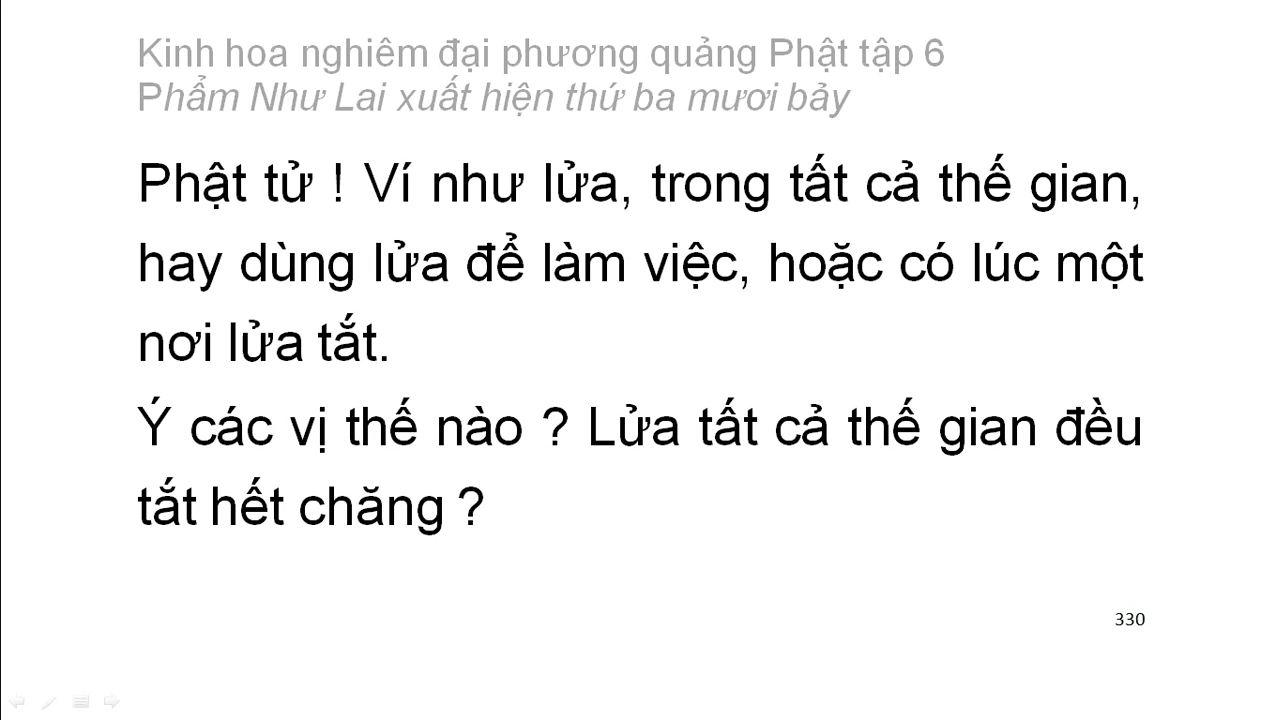 Kinh hoa nghiêm đại phương quảng Phật tập 6
Phẩm Như Lai xuất hiện thứ ba mươi bảy
Phật tử ! Ví như lửa, trong tất cả thế gian,
hay dùng lửa để làm việc, hoặc có lúc một
nơi lửa tắt.
Ý các vị thế nào ? Lửa tất cả thế gian đều
tắt hết chăng ?
330